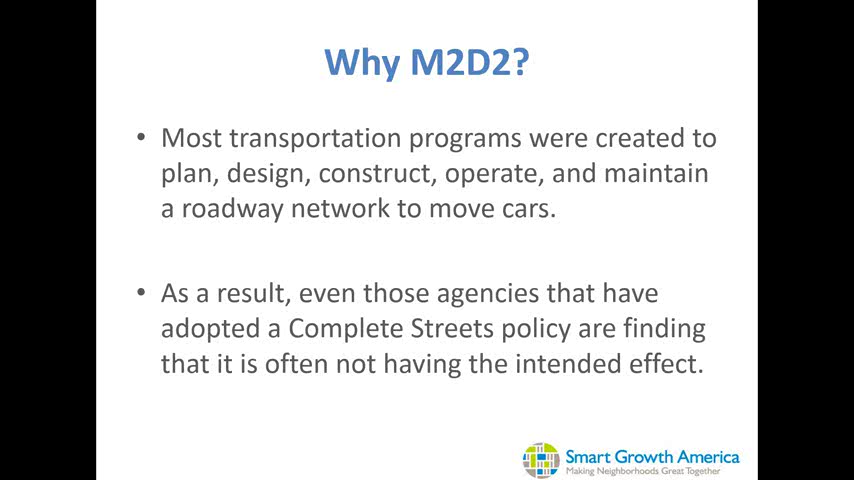 Why M2D2?
• Most transportation programs were created to
plan, design, construct, operate, and maintain
a roadway network to move cars.
• As a result, even those agencies that have
adopted a Complete Streets policy are finding
that it is often not having the intended effect.
Smart Growth America
Making Neighborhoods Great Together